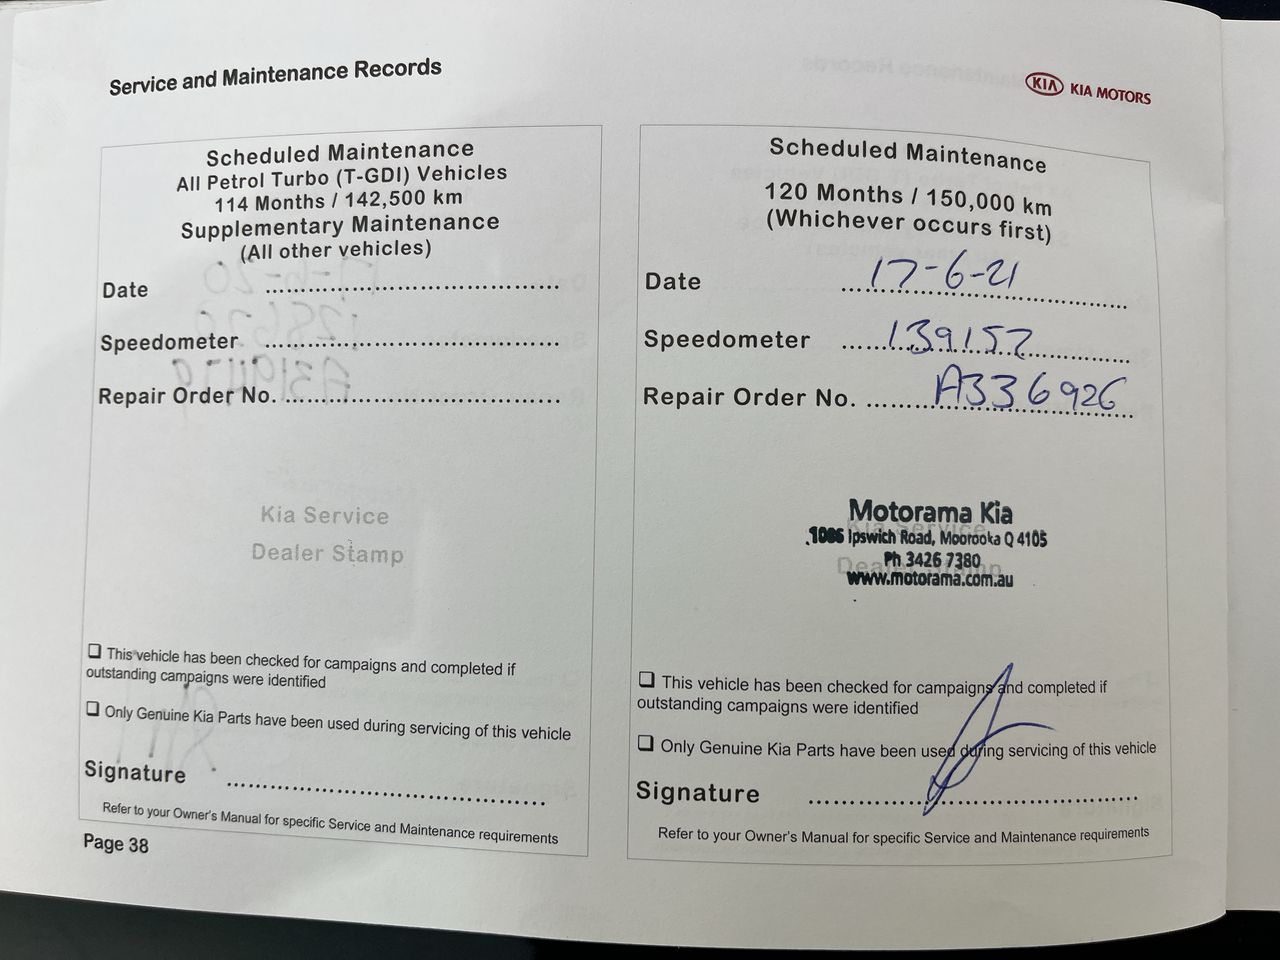 Service and Maintenance Records
KIA KIA MOTORS
Scheduled Maintenance
All Petrol Turbo (T-GDI) Vehicles
114 Months / 142,500 km
Supplementary Maintenance
(All other vehicles)
Date ........................................
Speedometer ........................................
Repair Order No. ........................................
Kia Service
Dealer Stamp
❑ This vehicle has been checked for campaigns and completed if
outstanding campaigns were identified
❑ Only Genuine Kia Parts have been used during servicing of this vehicle
Signature ........................................
Refer to your Owner's Manual for specific Service and Maintenance requirements
Page 38
Scheduled Maintenance
120 Months / 150,000 km
(Whichever occurs first)
Date 17-6-21
Speedometer 139152
Repair Order No. A336926
Motorama Kia
Kia Service
1086 Ipswich Road, Moorooka Q 4105
Ph 3426 7380
Dealer Stamp
www.motorama.com.au
❑ This vehicle has been checked for campaigns and completed if
outstanding campaigns were identified
❑ Only Genuine Kia Parts have been used during servicing of this vehicle
Signature ........................................
Refer to your Owner's Manual for specific Service and Maintenance requirements